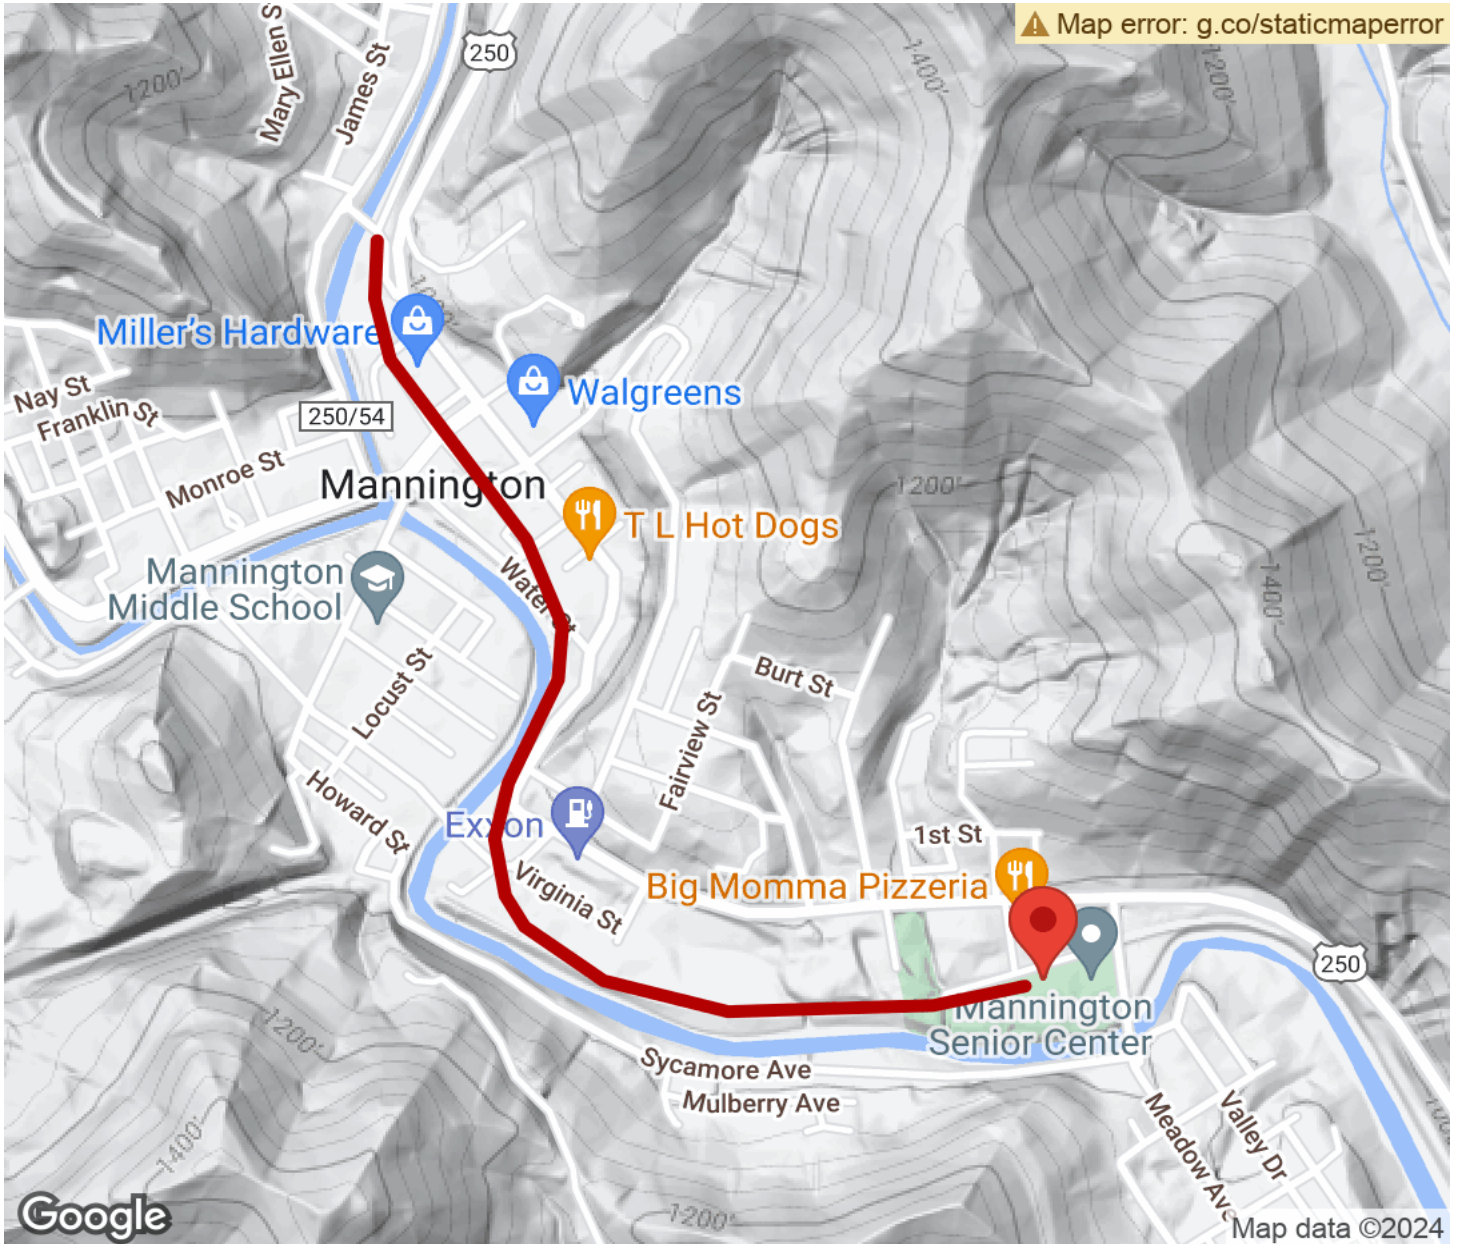 Map error: g.co/staticmaperror
250
1400'
1200'
1200'
Mary Ellen S
James St
Miller's Hardware
Walgreens
Nay St
Franklin St
250/54
Monroe St
Mannington
1200'
T L Hot Dogs
Mannington
Middle School
Water St
1400'
1200'
Locust St
Burt St
Fairview St
Howard St
Exxon
1st St
Virginia St
Big Momma Pizzeria
250
Mannington
Senior Center
1200'
Sycamore Ave
Mulberry Ave
Meadow Ave
Valley Dr
1400'
1200'
Google
Map data ©2024